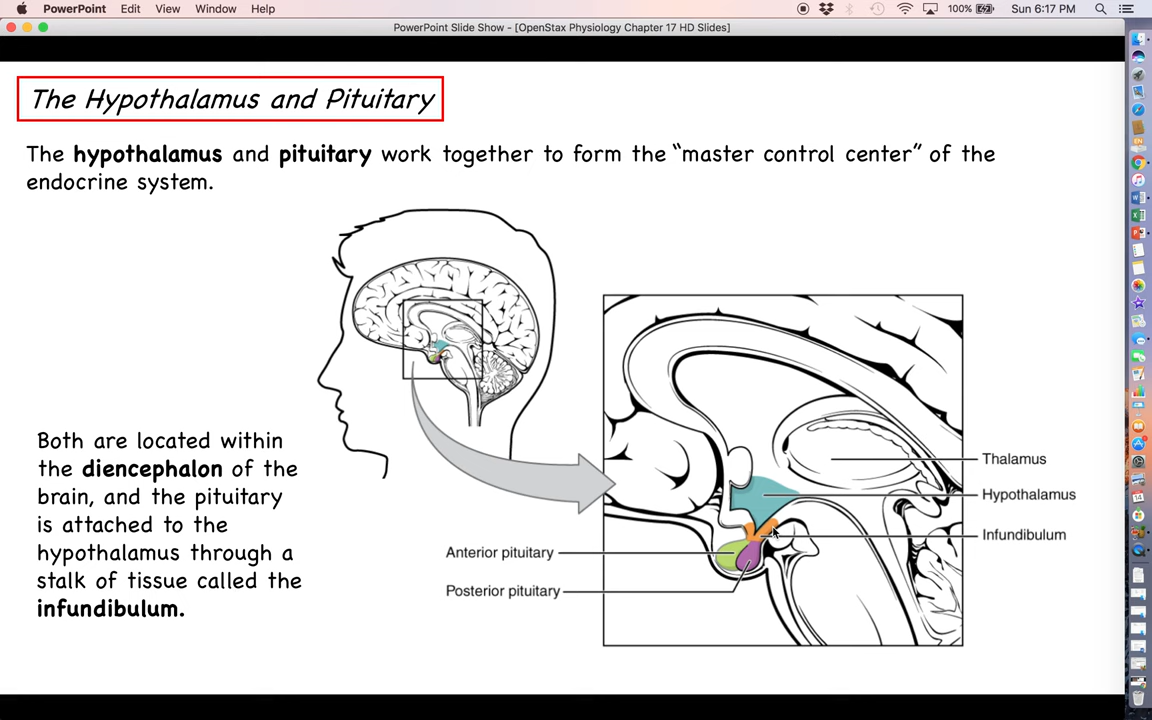 PowerPoint Edit View Window Help 100% Sun 6:17 PM
PowerPoint Slide Show - [OpenStax Physiology Chapter 17 HD Slides]
The Hypothalamus and Pituitary
The hypothalamus and pituitary work together to form the “master control center” of the
endocrine system.
Both are located within
the diencephalon of the
brain, and the pituitary
is attached to the
hypothalamus through a
stalk of tissue called the
infundibulum.
Thalamus
Hypothalamus
Infundibulum
Anterior pituitary
Posterior pituitary